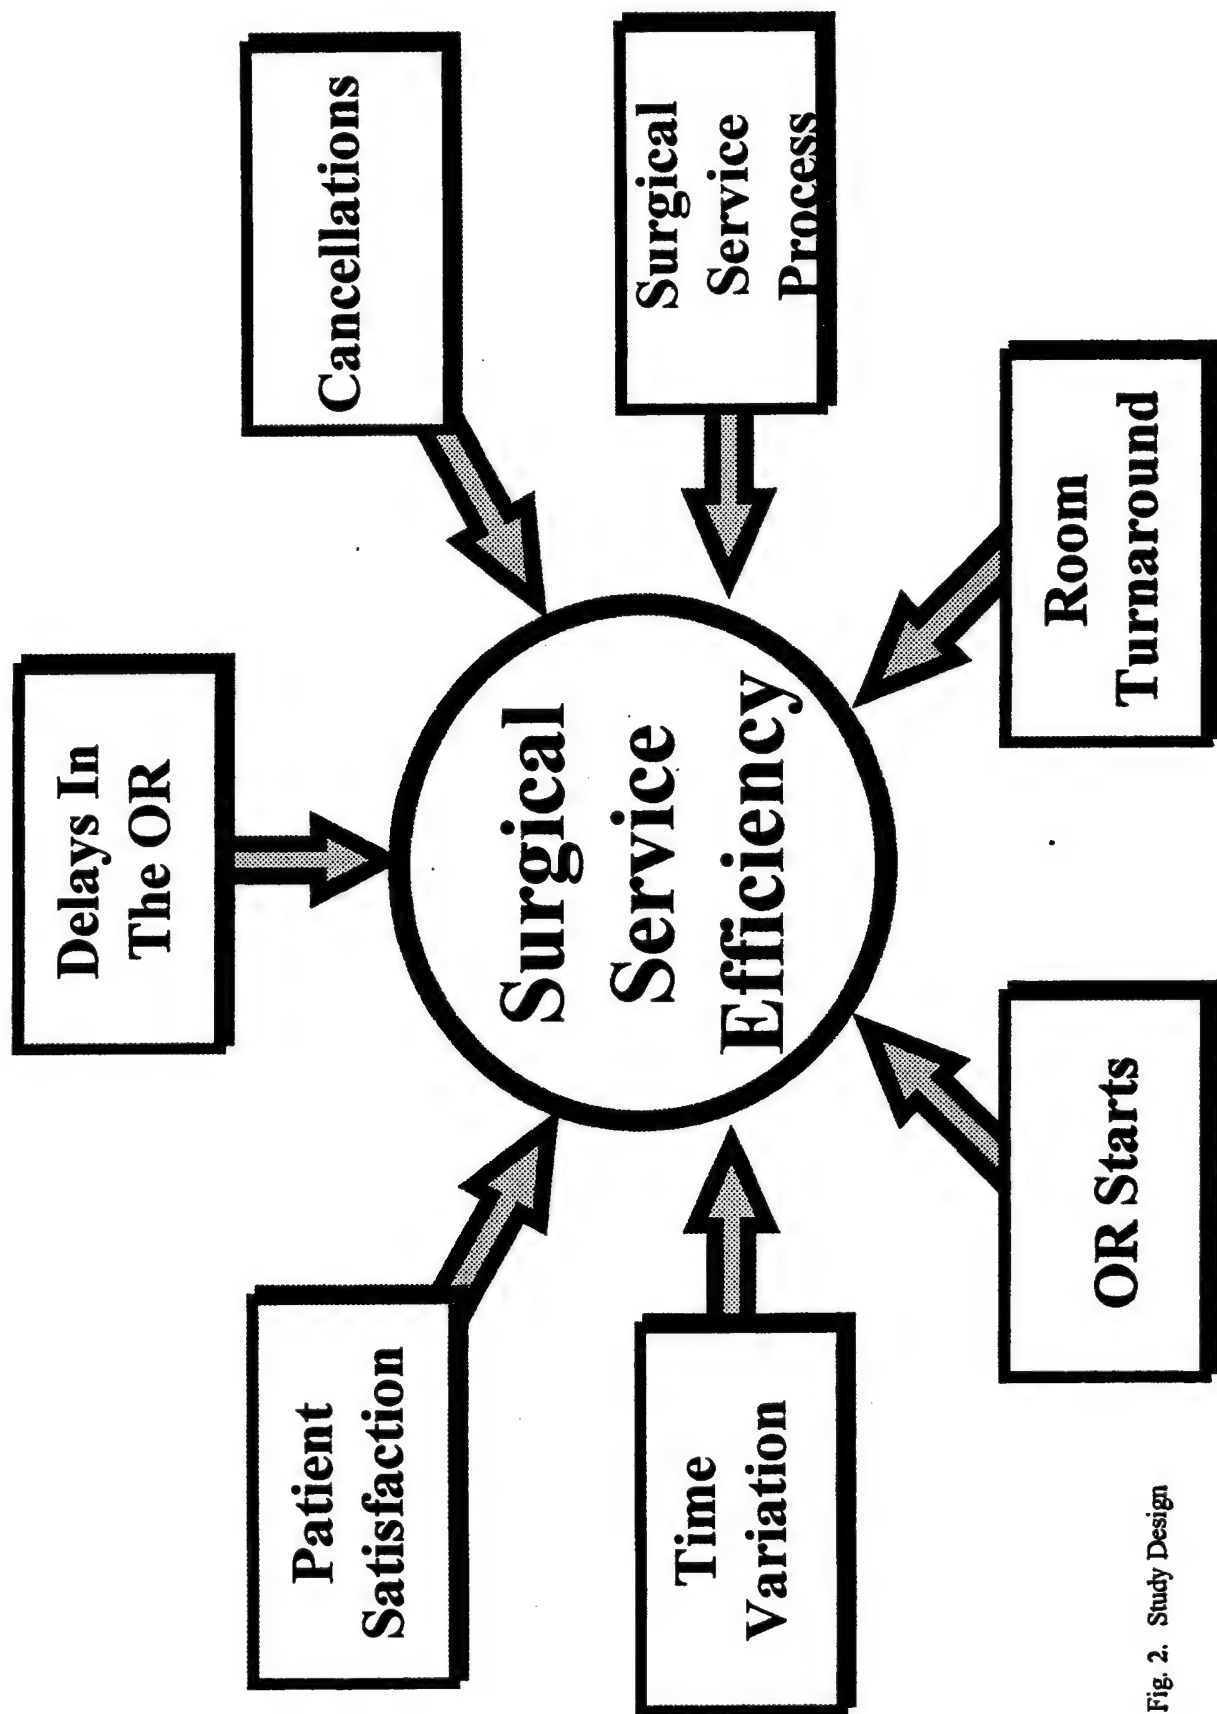 Delays In
The OR
Patient
Satisfaction
Cancellations
Surgical
Service
Efficiency
Time
Variation
Surgical
Service
Process
OR Starts
Room
Turnaround
Fig. 2. Study Design